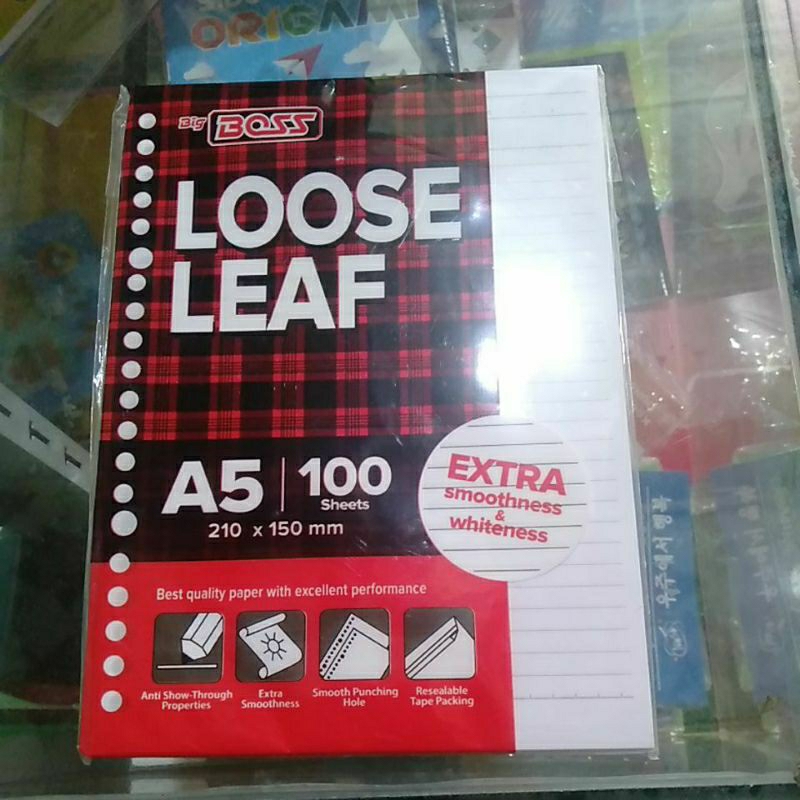 ORIGAMI
Big BOSS
LOOSE
LEAF
A5 | 100
Sheets
210 x 150 mm
EXTRA
smoothness
&
whiteness
Best quality paper with excellent performance
Anti Show-Through
Properties
Extra
Smoothness
Smooth Punching
Hole
Resealable
Tape Packing